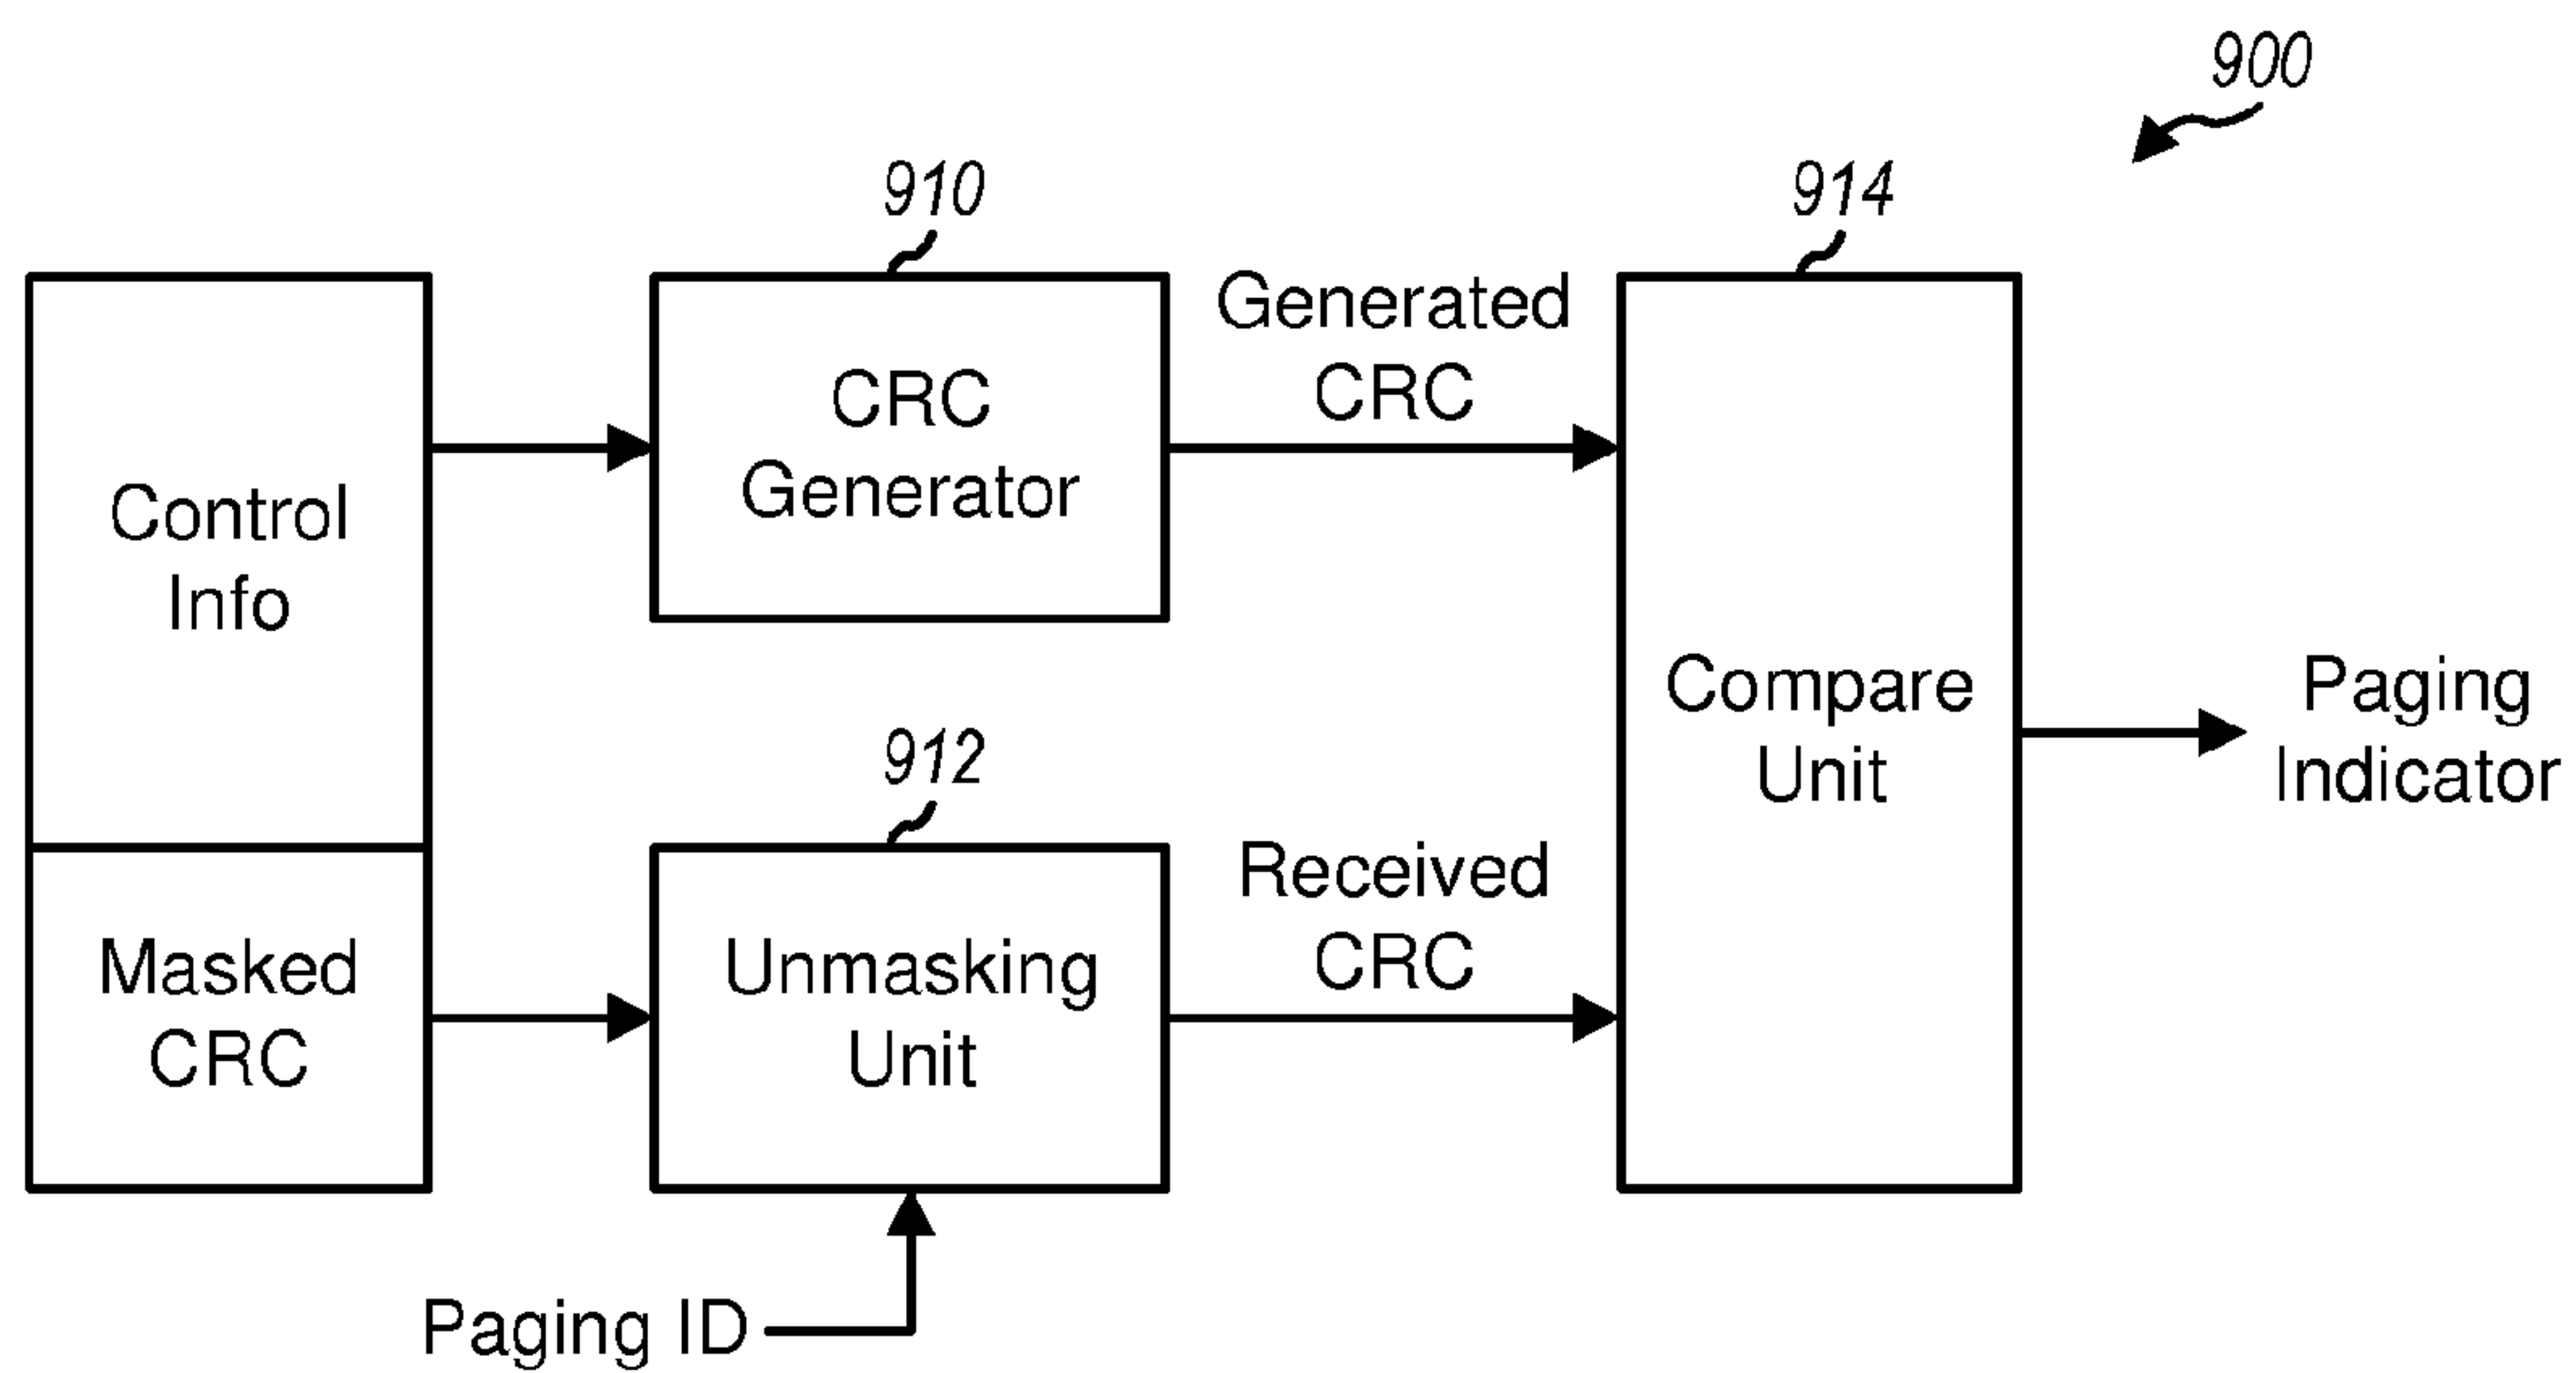 900
910
914
Generated
CRC
CRC
Generator
Control
Info
Compare
Unit
Paging
Indicator
912
Received
CRC
Masked
CRC
Unmasking
Unit
Paging ID